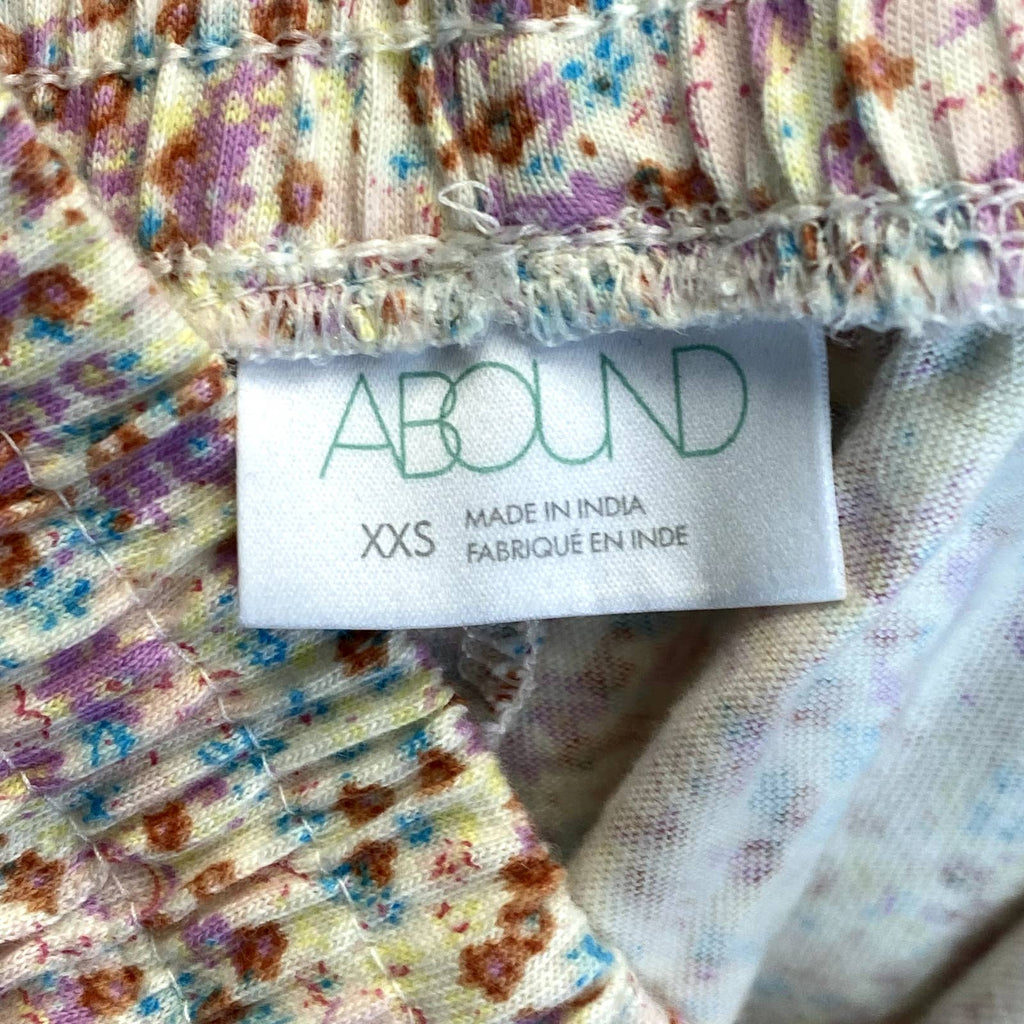 ABOUND
XXS
MADE IN INDIA
FABRIQUÉ EN INDE